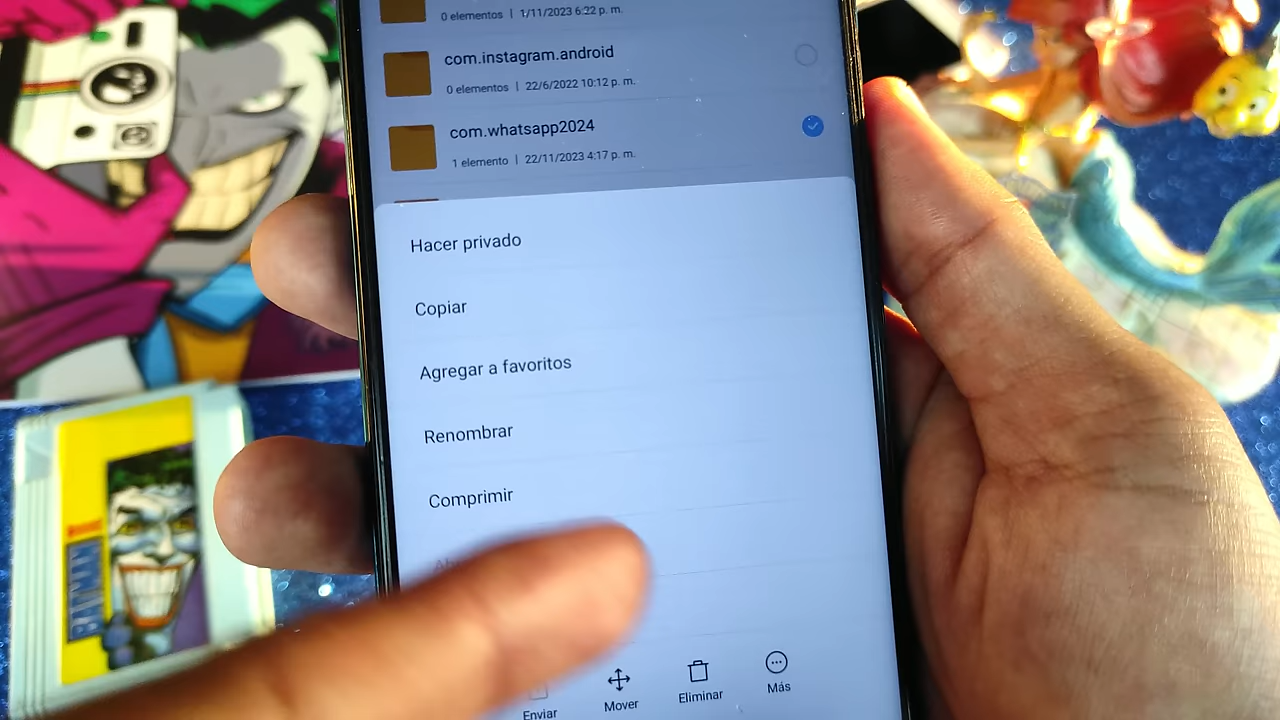 0 elementos | 1/11/2023 6:22 p. m.
com.instagram.android
0 elementos | 22/6/2022 10:12 p. m.
com.whatsapp2024
1 elemento | 22/11/2023 4:17 p. m.
Hacer privado
Copiar
Agregar a favoritos
Renombrar
Comprimir
Enviar
Mover
Eliminar
Más
BATMAN